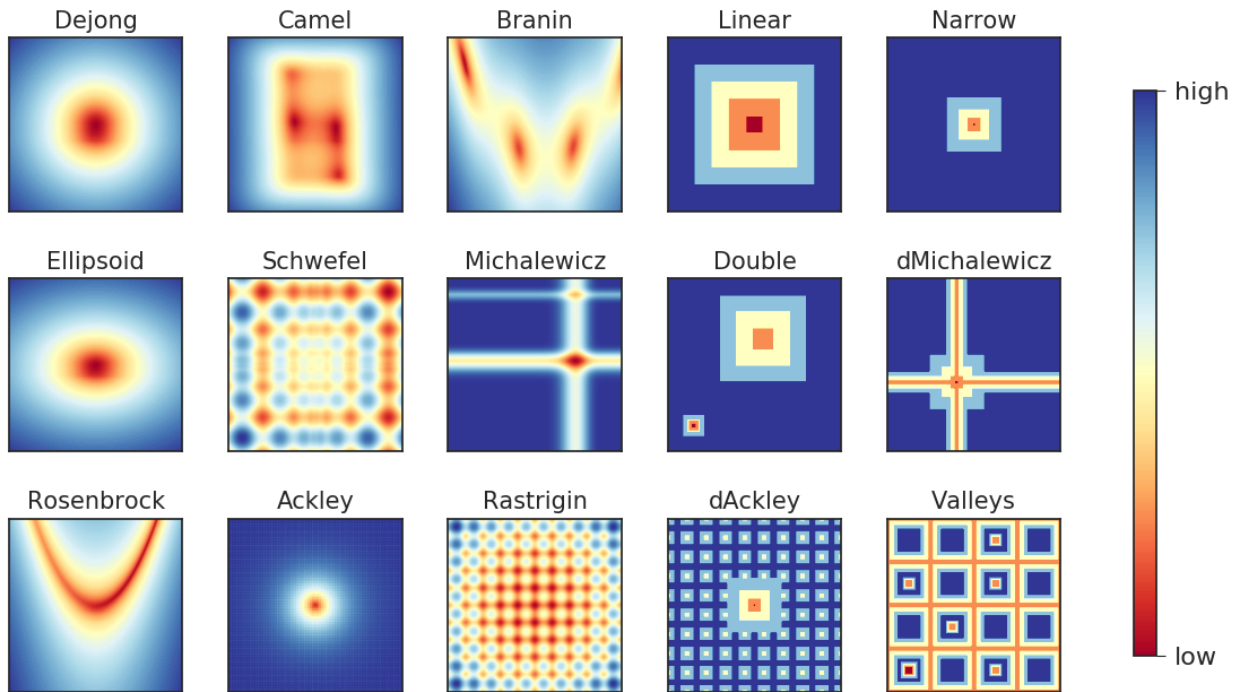 Dejong
Camel
Branin
Linear
Narrow
high
Ellipsoid
Schwefel
Michalewicz
Double
dMichalewicz
Rosenbrock
Ackley
Rastrigin
dAckley
Valleys
low